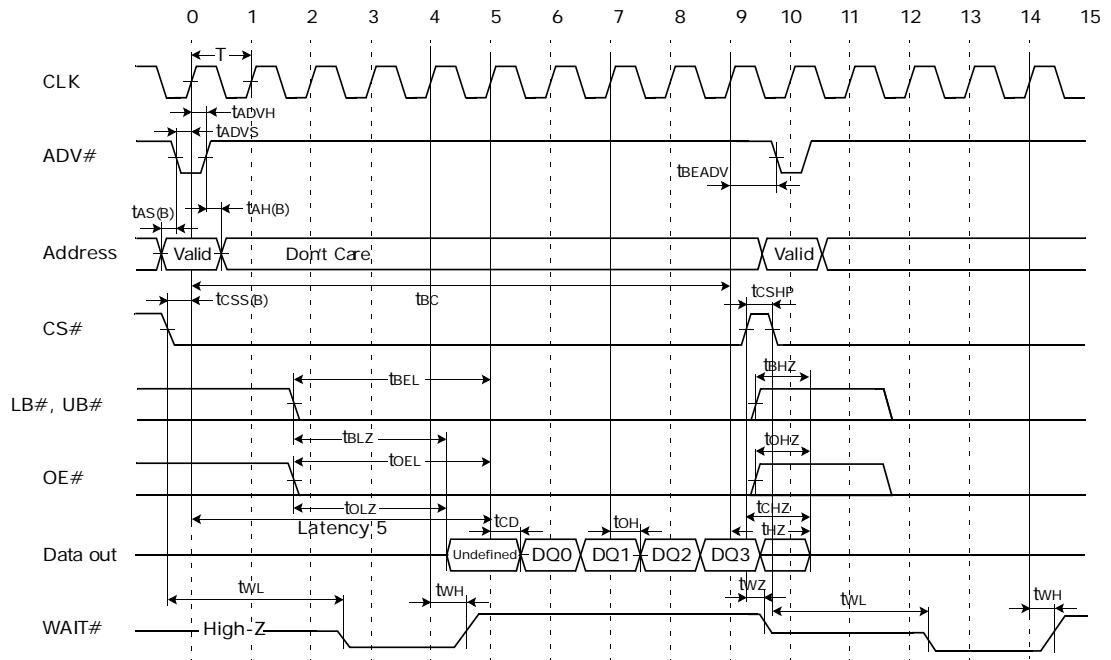 0 1 2 3 4 5 6 7 8 9 10 11 12 13 14 15
T
CLK
tADVH
tADVS
ADV#
tBEADV
tAS(B)
tAH(B)
Address
Valid
Don't Care
Valid
tCSS(B)
tBC
tCSHP
CS#
tBEL
tBHZ
LB#, UB#
tBLZ
tOHZ
tOEL
OE#
tOLZ
tCHZ
Latency 5
tCD
tOH
tHZ
Data out
Undefined
DQ0
DQ1
DQ2
DQ3
tWL
tWH
tWZ
tWL
tWH
WAIT#
High-Z